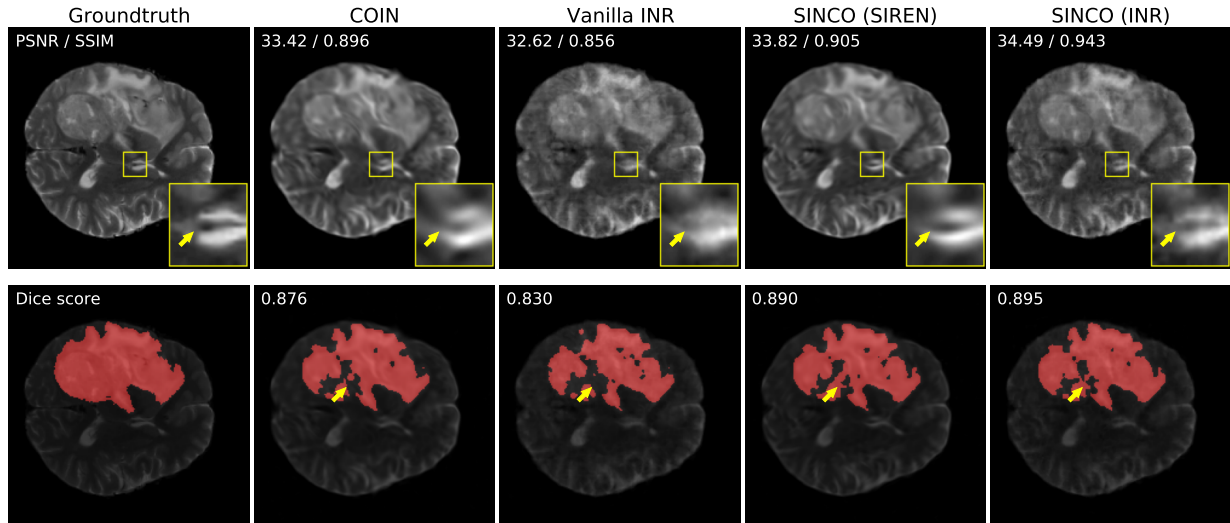 Groundtruth COIN Vanilla INR SINCO (SIREN) SINCO (INR)
PSNR / SSIM 33.42 / 0.896 32.62 / 0.856 33.82 / 0.905 34.49 / 0.943
Dice score 0.876 0.830 0.890 0.895